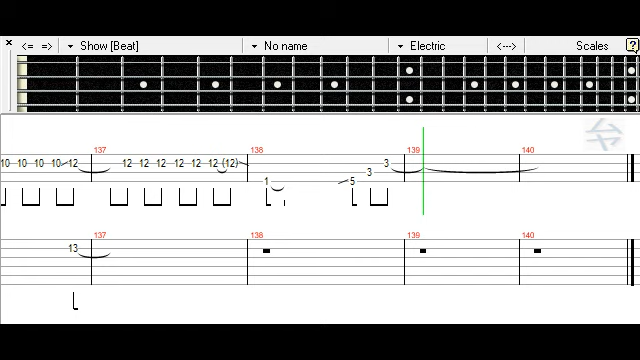 × <= => ▾ Show [Beat] ▾ No name ▾ Electric <---> Scales ?
137 138 139 140
10 10 10 10 12 12 12 12 12 12 12 (12) 3
3
1 5
137 138 139 140
13